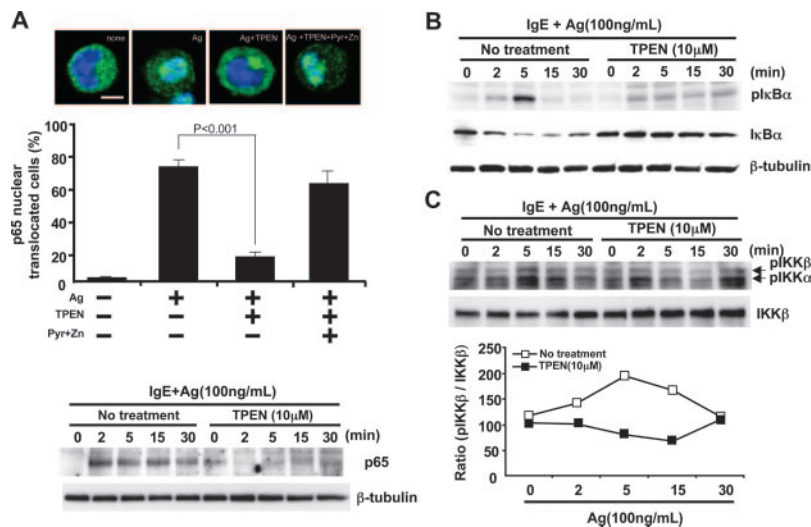 A
none
Ag
Ag+TPEN
Ag +TPEN+Pyr+Zn
p65 nuclear
translocated cells (%)
100
80
60
40
20
0
P<0.001
Ag − + + +
TPEN − − + +
Pyr+Zn − − − +
IgE+Ag(100ng/mL)
No treatment TPEN (10μM)
0 2 5 15 30 0 2 5 15 30 (min)
p65
β-tubulin
B
IgE + Ag(100ng/mL)
No treatment TPEN (10μM)
0 2 5 15 30 0 2 5 15 30 (min)
pIκBα
IκBα
β-tubulin
C
IgE + Ag(100ng/mL)
No treatment TPEN (10μM)
0 2 5 15 30 0 2 5 15 30 (min)
pIKKβ
pIKKα
IKKβ
Ratio (pIKKβ / IKKβ)
250
200
150
100
50
0
No treatment
TPEN(10μM)
0 2 5 15 30
Ag(100ng/mL)